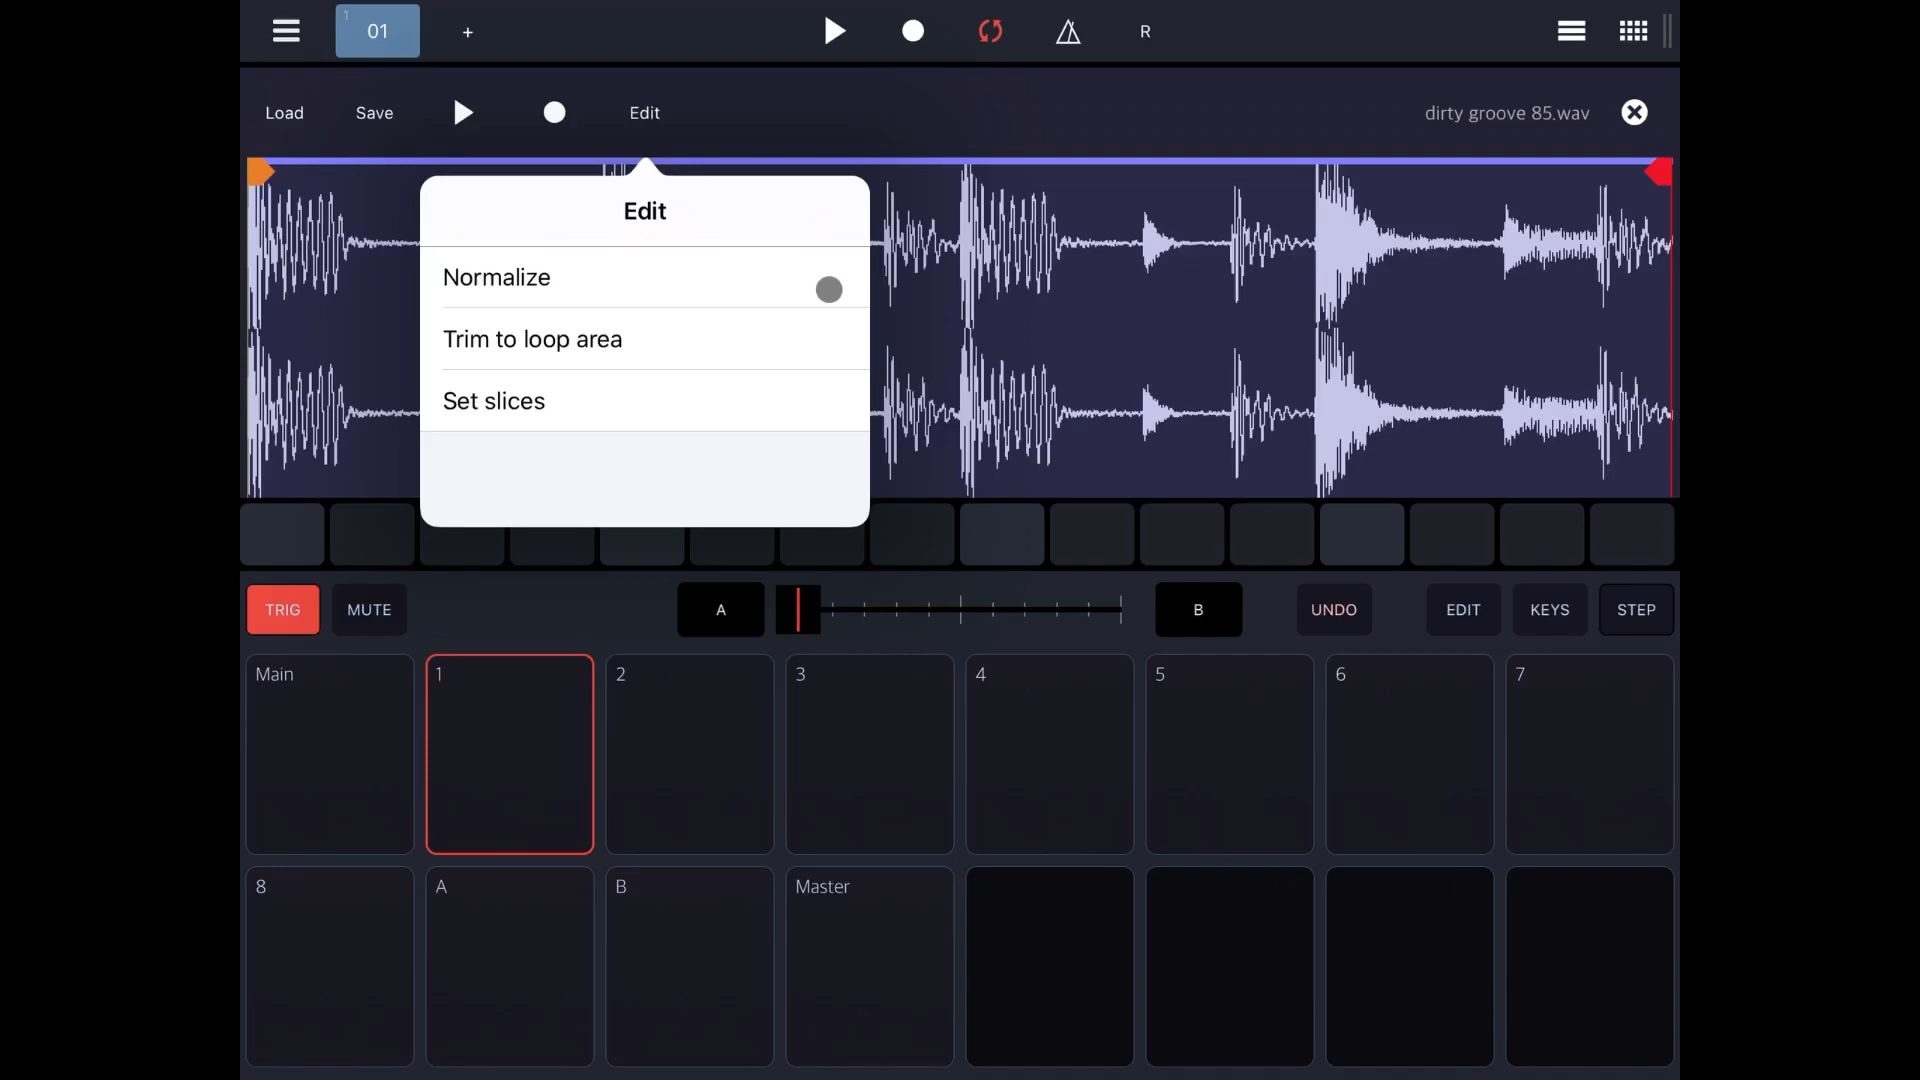 1
01
+
R
Load
Save
Edit
dirty groove 85.wav
Edit
Normalize
Trim to loop area
Set slices
TRIG
MUTE
A
B
UNDO
EDIT
KEYS
STEP
Main
1
2
3
4
5
6
7
8
A
B
Master